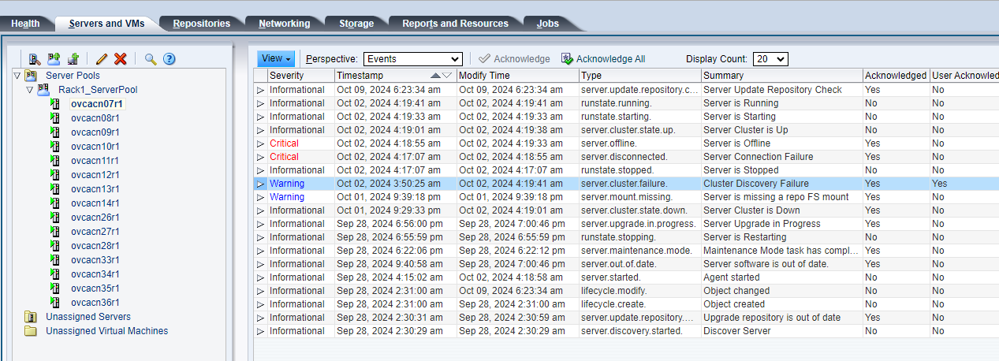 Health Servers and VMs Repositories Networking Storage Reports and Resources Jobs
View Perspective: Events Acknowledge Acknowledge All Display Count: 20
Server Pools
Rack1_ServerPool
ovcacn07r1
ovcacn08r1
ovcacn09r1
ovcacn10r1
ovcacn11r1
ovcacn12r1
ovcacn13r1
ovcacn14r1
ovcacn26r1
ovcacn27r1
ovcacn28r1
ovcacn33r1
ovcacn34r1
ovcacn35r1
ovcacn36r1
Unassigned Servers
Unassigned Virtual Machines
Severity Timestamp Modify Time Type Summary Acknowledged User Acknowled
Informational Oct 09, 2024 6:23:34 am Oct 09, 2024 6:23:34 am server.update.repository.c... Server Update Repository Check Yes No
Informational Oct 02, 2024 4:19:41 am Oct 02, 2024 4:19:41 am runstate.running. Server is Running No No
Informational Oct 02, 2024 4:19:33 am Oct 02, 2024 4:19:33 am runstate.starting. Server is Starting No No
Informational Oct 02, 2024 4:19:01 am Oct 02, 2024 4:19:38 am server.cluster.state.up. Server Cluster is Up No No
Critical Oct 02, 2024 4:18:55 am Oct 02, 2024 4:19:33 am server.offline. Server is Offline Yes No
Critical Oct 02, 2024 4:17:07 am Oct 02, 2024 4:18:55 am server.disconnected. Server Connection Failure Yes No
Informational Oct 02, 2024 4:17:07 am Oct 02, 2024 4:17:07 am runstate.stopped. Server is Stopped No No
Warning Oct 02, 2024 3:50:25 am Oct 02, 2024 4:19:41 am server.cluster.failure. Cluster Discovery Failure Yes Yes
Warning Oct 01, 2024 9:39:18 pm Oct 01, 2024 9:39:18 pm server.mount.missing. Server is missing a repo FS mount Yes No
Informational Oct 01, 2024 9:29:33 pm Oct 02, 2024 4:19:01 am server.cluster.state.down. Server Cluster is Down Yes No
Informational Sep 28, 2024 6:56:00 pm Sep 28, 2024 7:00:46 pm server.upgrade.in.progress. Server Upgrade in Progress Yes No
Informational Sep 28, 2024 6:55:59 pm Sep 28, 2024 6:55:59 pm runstate.stopping. Server is Restarting No No
Informational Sep 28, 2024 6:22:06 pm Sep 28, 2024 6:22:12 pm server.maintenance.mode. Maintenance Mode task has compl... Yes No
Informational Sep 28, 2024 9:40:58 am Sep 28, 2024 7:00:46 pm server.out.of.date. Server software is out of date. Yes No
Informational Sep 28, 2024 4:15:02 am Oct 02, 2024 4:18:58 am server.started. Agent started No No
Informational Sep 28, 2024 2:31:00 am Oct 09, 2024 6:23:34 am lifecycle.modify. Object changed No No
Informational Sep 28, 2024 2:31:00 am Sep 28, 2024 2:31:00 am lifecycle.create. Object created No No
Informational Sep 28, 2024 2:30:31 am Sep 28, 2024 2:30:59 am server.update.repository.... Upgrade repository is out of date Yes No
Informational Sep 28, 2024 2:30:29 am Sep 28, 2024 2:30:29 am server.discovery.started. Discover Server No No